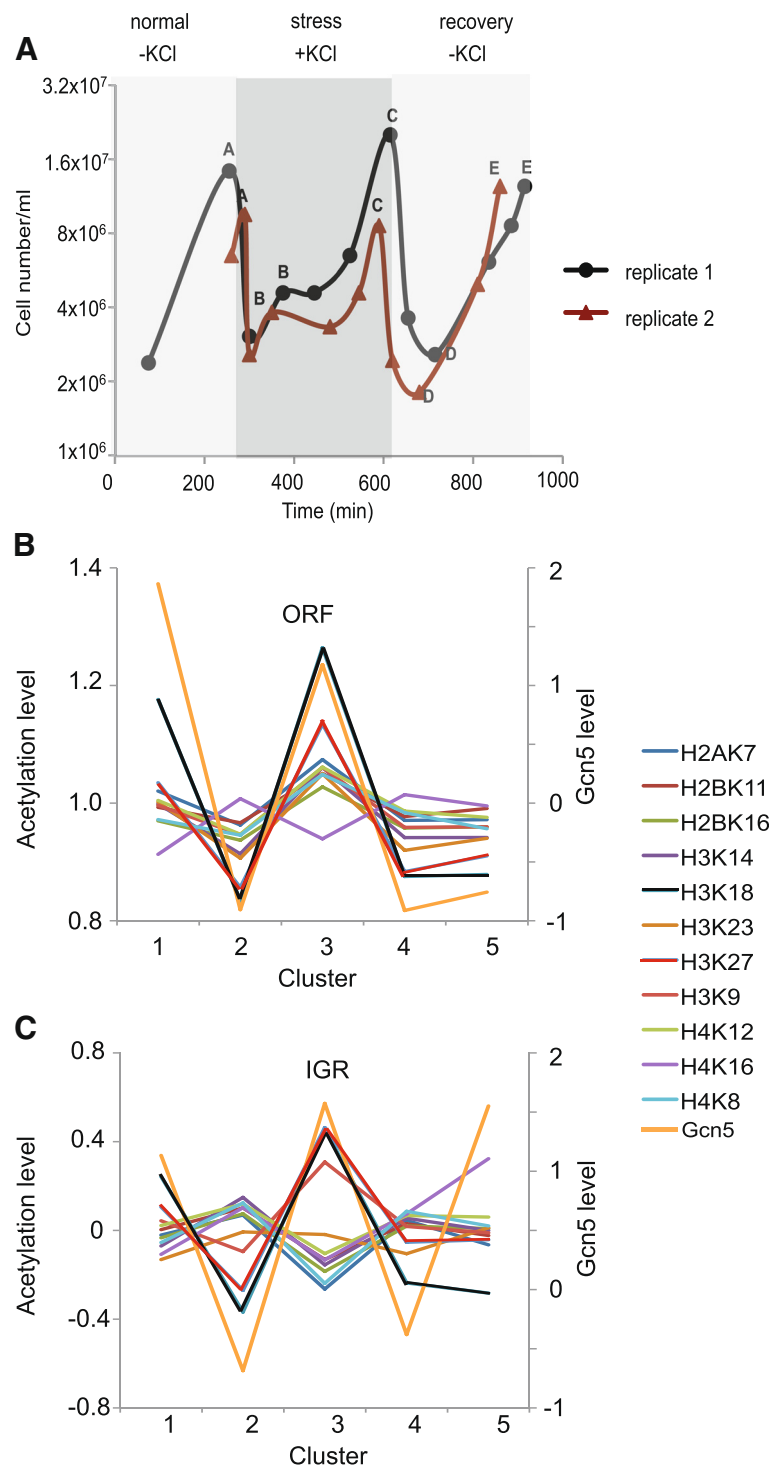 normal stress recovery
A -KCl +KCl -KCl
3.2x10⁷
1.6x10⁷
8x10⁶
4x10⁶
2x10⁶
1x10⁶
Cell number/ml
A
A
B
B
C
C
D
D
E E
0 200 400 600 800 1000
Time (min)
replicate 1
replicate 2
B
ORF
1.4
1.2
1.0
0.8
Acetylation level
2
1
0
-1
Gcn5 level
1 2 3 4 5
Cluster
C
IGR
0.8
0.4
0
-0.4
-0.8
Acetylation level
2
1
0
-1
Gcn5 level
1 2 3 4 5
Cluster
H2AK7
H2BK11
H2BK16
H3K14
H3K18
H3K23
H3K27
H3K9
H4K12
H4K16
H4K8
Gcn5